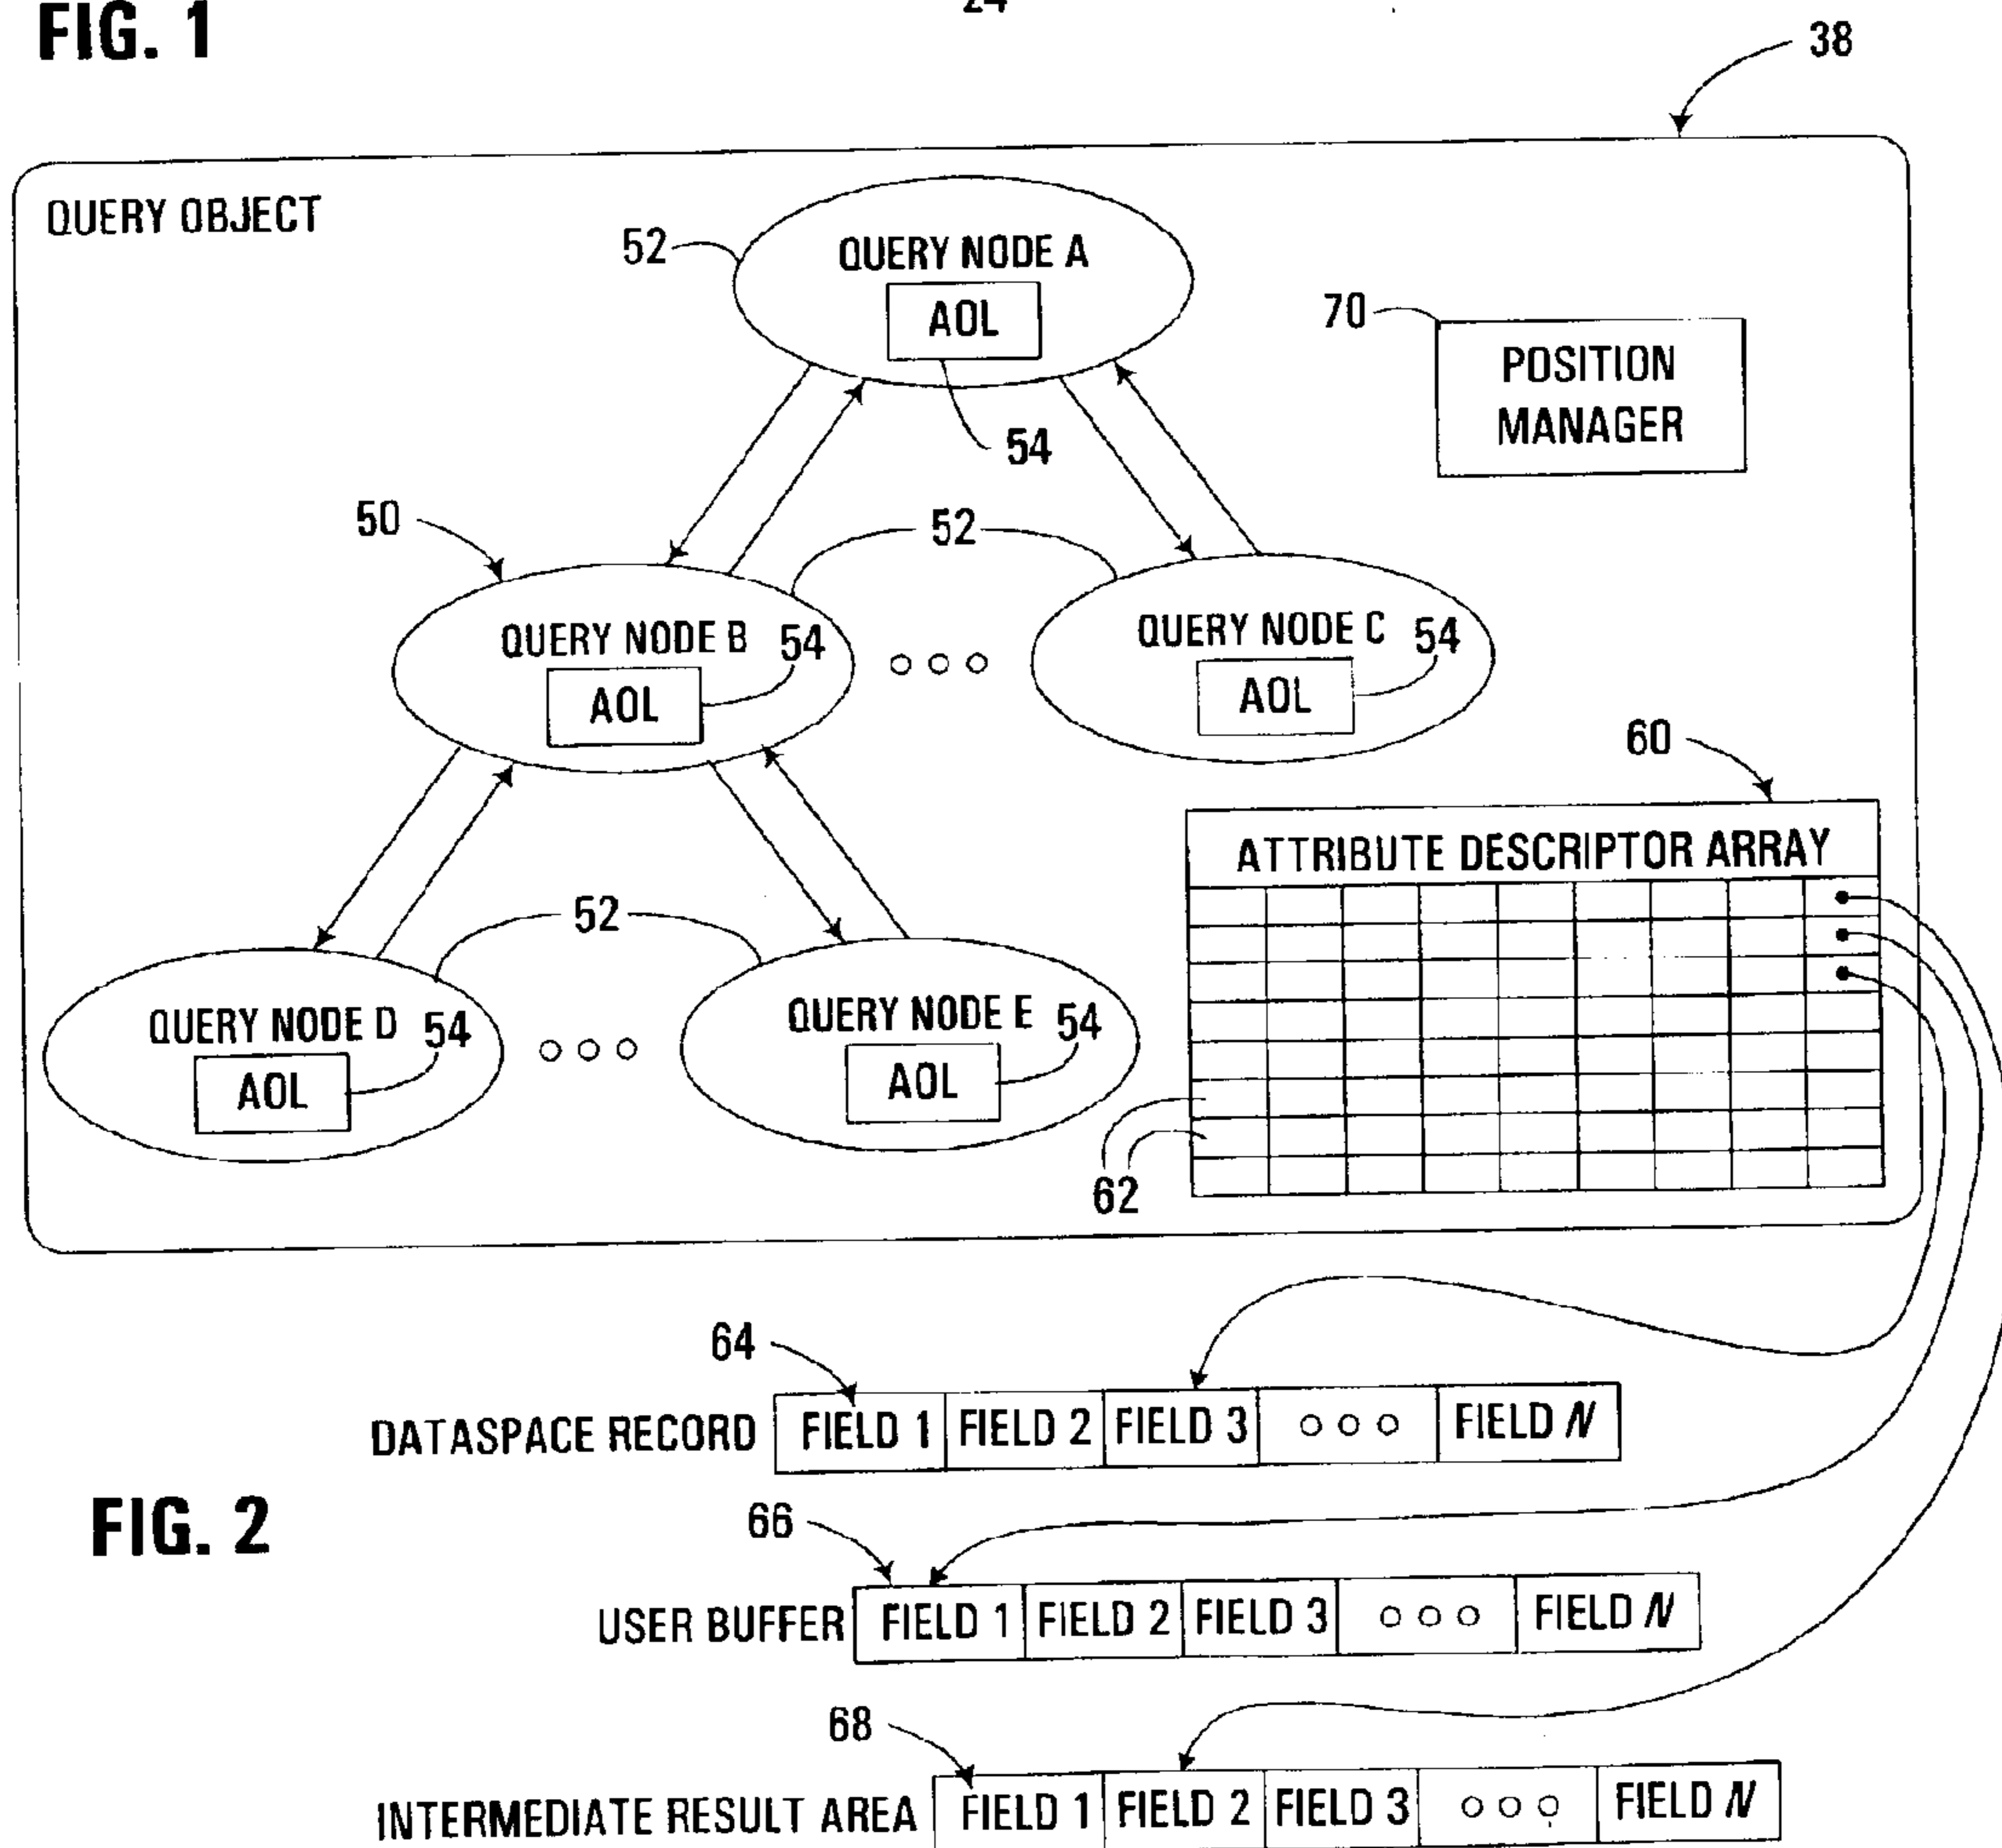 FIG. 1
24
38
QUERY OBJECT
52
QUERY NODE A
AOL
54
70
POSITION
MANAGER
50
52
QUERY NODE B
54
AOL
QUERY NODE C
54
AOL
60
ATTRIBUTE DESCRIPTOR ARRAY
52
QUERY NODE D
54
AOL
QUERY NODE E
54
AOL
62
64
DATASPACE RECORD FIELD 1 FIELD 2 FIELD 3 FIELD N
FIG. 2
66
USER BUFFER FIELD 1 FIELD 2 FIELD 3 FIELD N
68
INTERMEDIATE RESULT AREA FIELD 1 FIELD 2 FIELD 3 FIELD N